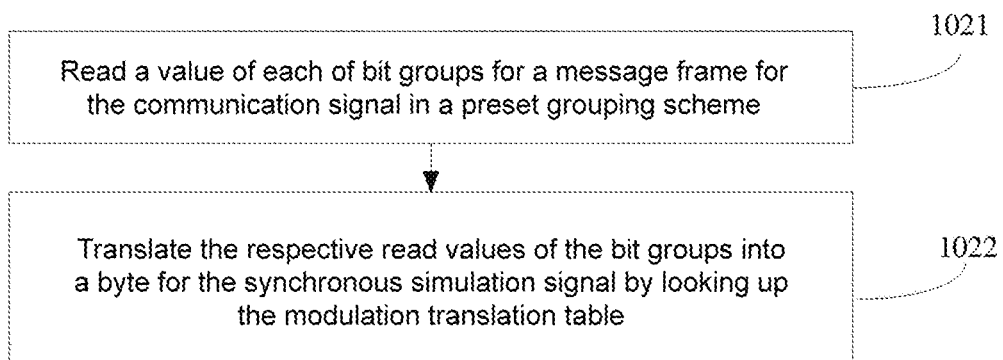 1021
Read a value of each of bit groups for a message frame for
the communication signal in a preset grouping scheme
Translate the respective read values of the bit groups into
a byte for the synchronous simulation signal by looking up
the modulation translation table
1022